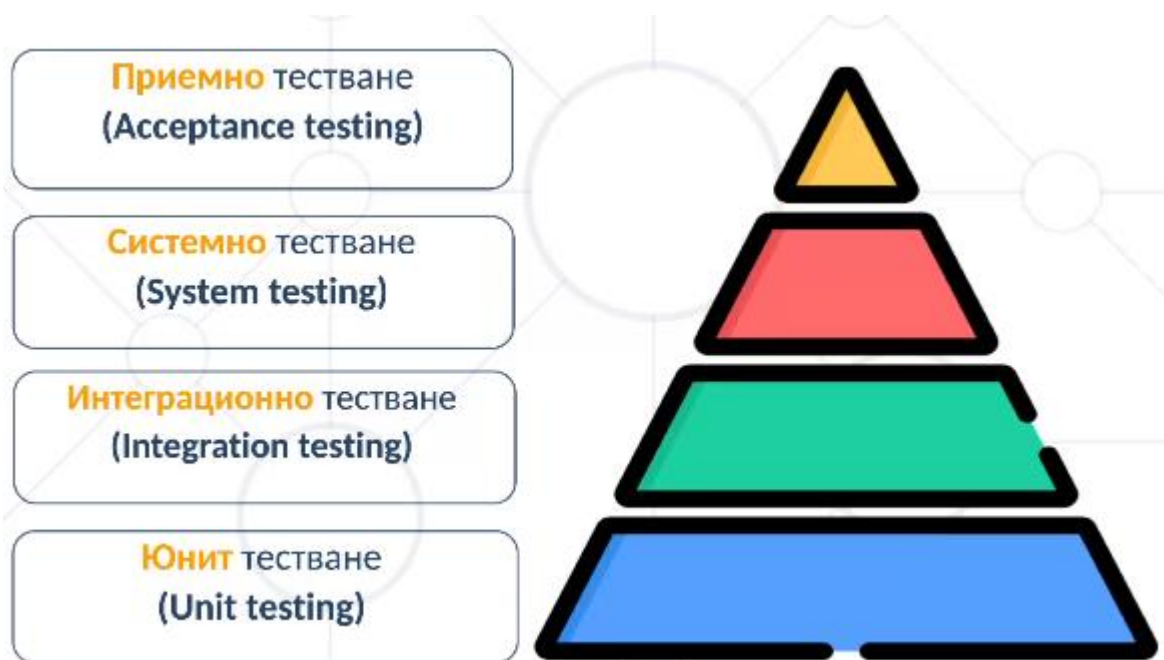 Приемно тестване
(Acceptance testing)
Системно тестване
(System testing)
Интеграционно тестване
(Integration testing)
Юнит тестване
(Unit testing)